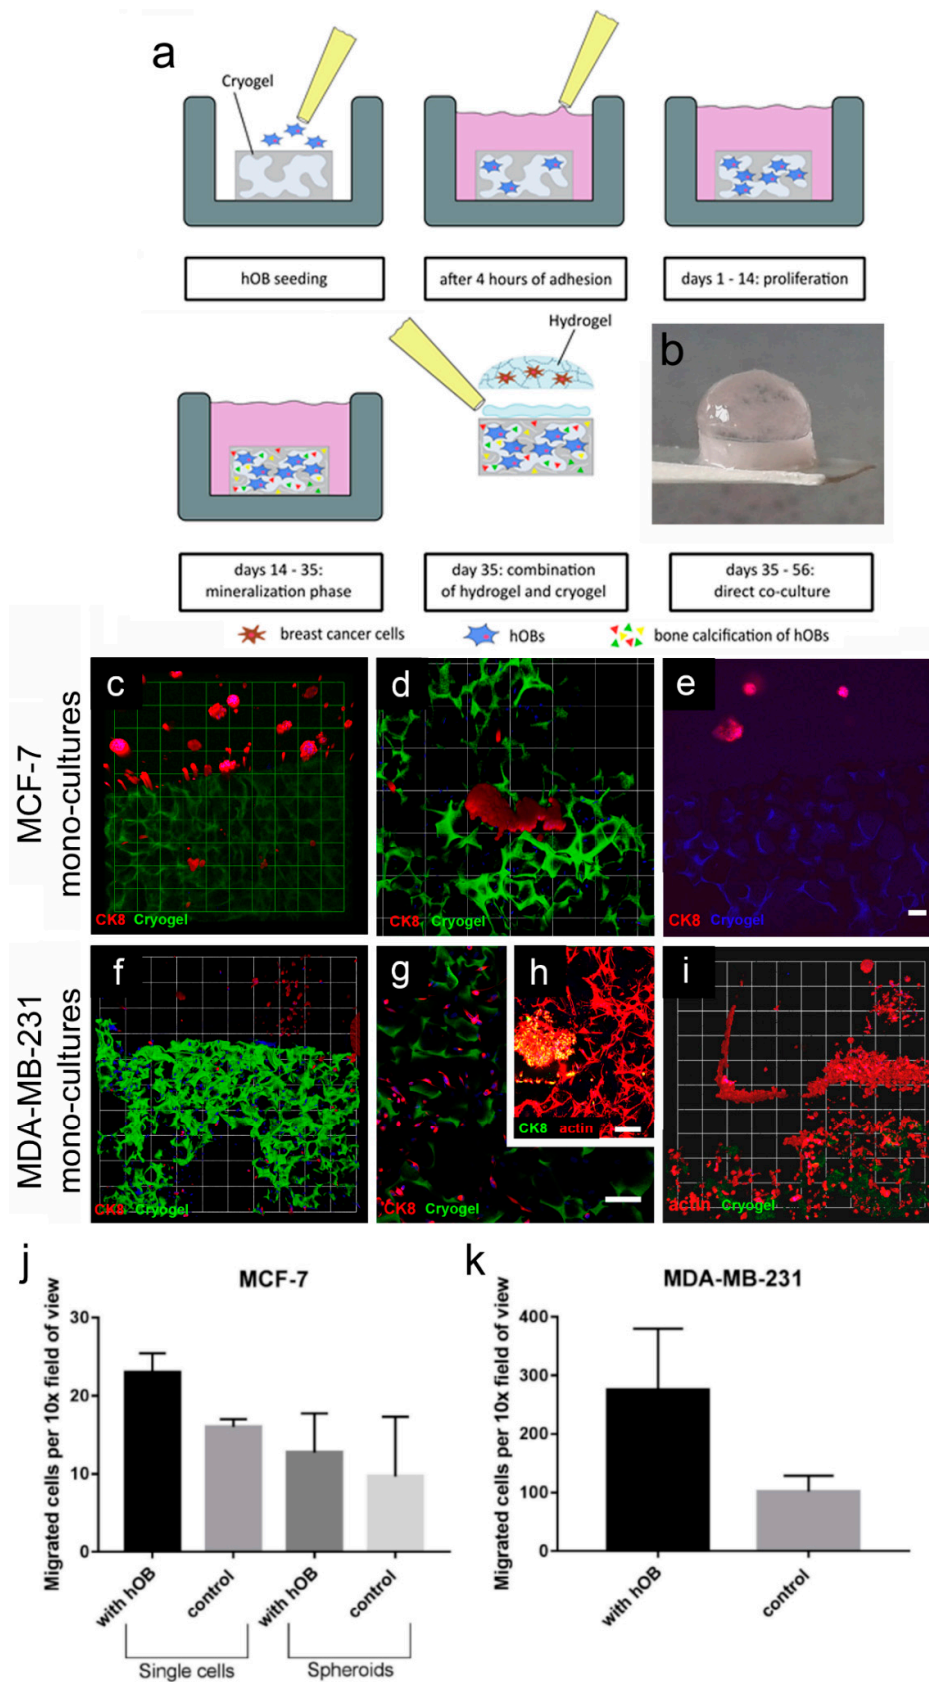 a
Cryogel
hOB seeding
after 4 hours of adhesion
days 1 - 14: proliferation
Hydrogel
b
days 14 - 35:
mineralization phase
day 35: combination
of hydrogel and cryogel
days 35 - 56:
direct co-culture
breast cancer cells
hOBs
bone calcification of hOBs
MCF-7
mono-cultures
c
CK8 Cryogel
d
CK8 Cryogel
e
CK8 Cryogel
MDA-MB-231
mono-cultures
f
CK8 Cryogel
g
CK8 Cryogel
h
CK8 actin
i
actin Cryogel
j
MCF-7
Migrated cells per 10x field of view
30
20
10
0
with hOB
control
with hOB
control
Single cells
Spheroids
k
MDA-MB-231
Migrated cells per 10x field of view
400
300
200
100
0
with hOB
control